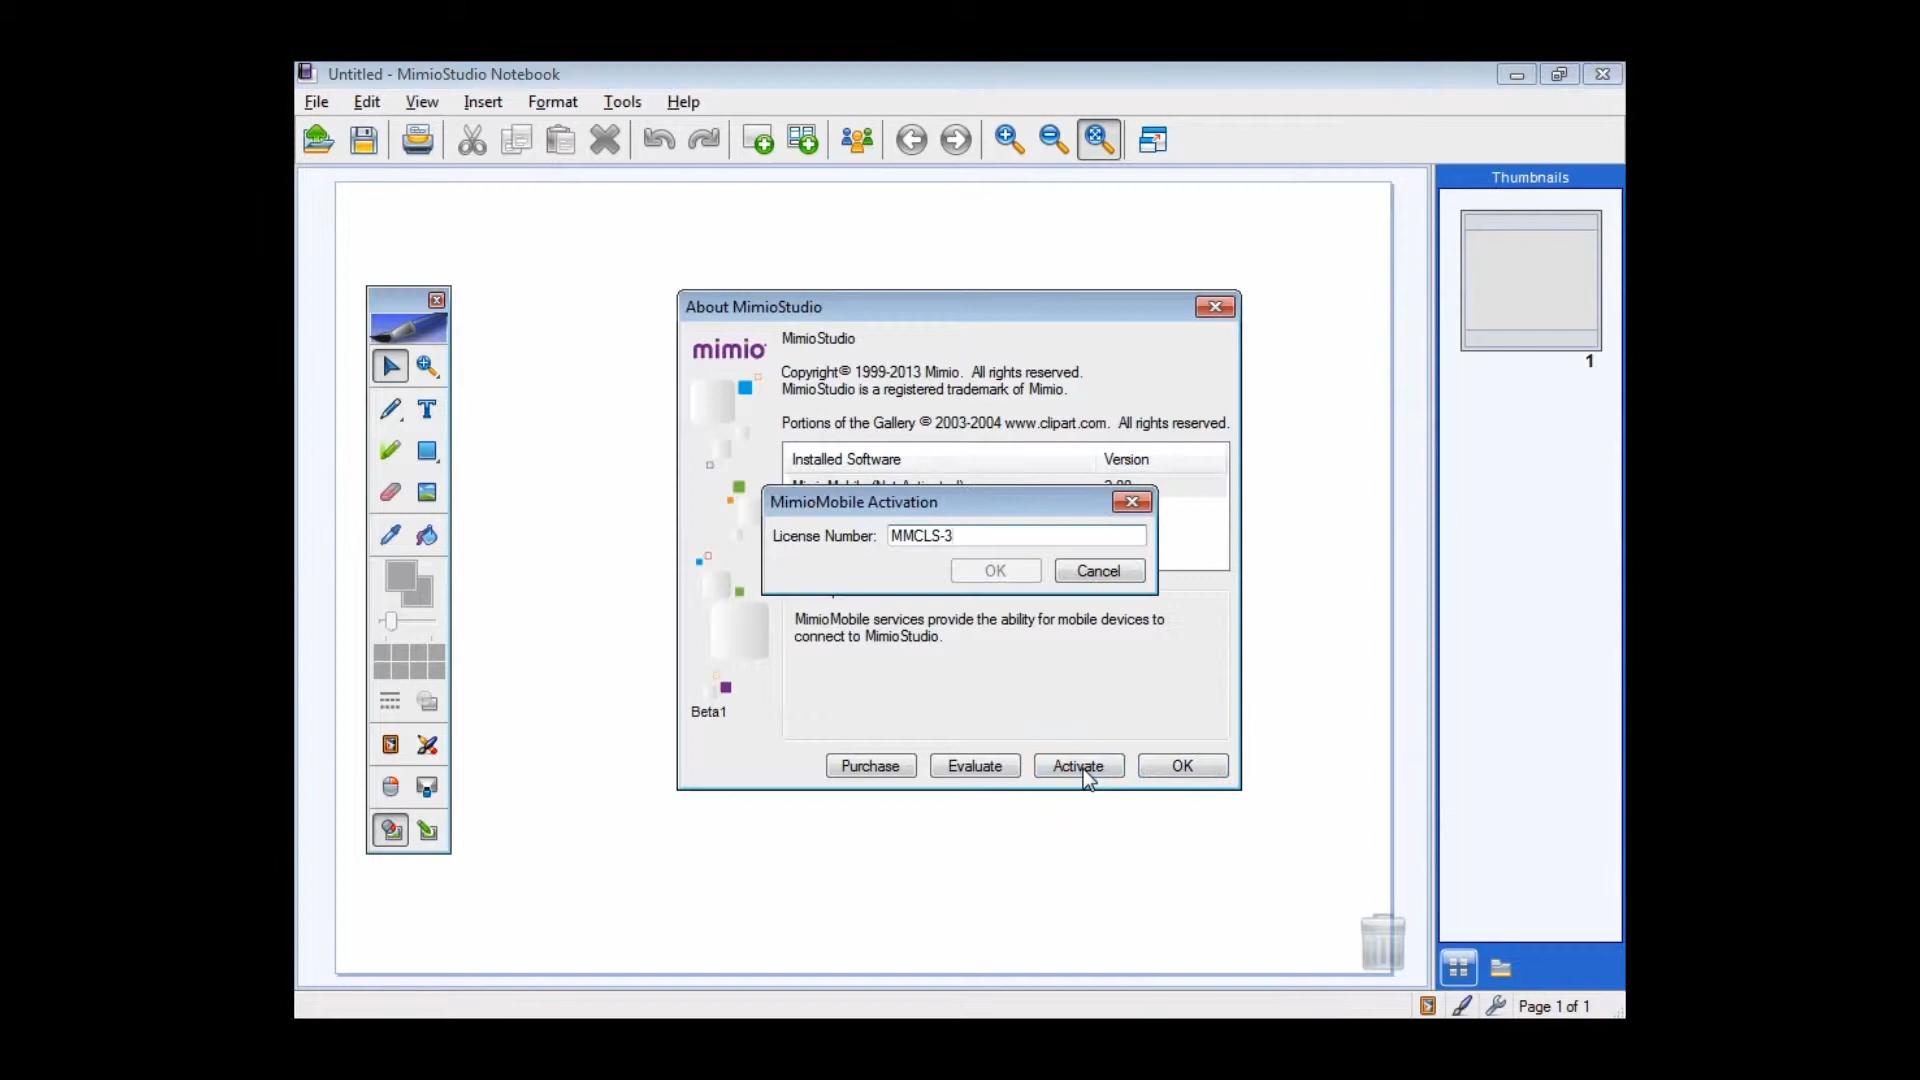 Untitled - MimioStudio Notebook
File Edit View Insert Format Tools Help
Thumbnails
1
About MimioStudio
mimio
MimioStudio
Copyright© 1999-2013 Mimio. All rights reserved.
MimioStudio is a registered trademark of Mimio.
Portions of the Gallery © 2003-2004 www.clipart.com. All rights reserved.
Installed Software Version
MimioMobile Activation
License Number: MMCLS-3
OK Cancel
MimioMobile services provide the ability for mobile devices to
connect to MimioStudio.
Beta1
Purchase Evaluate Activate OK
T
Page 1 of 1